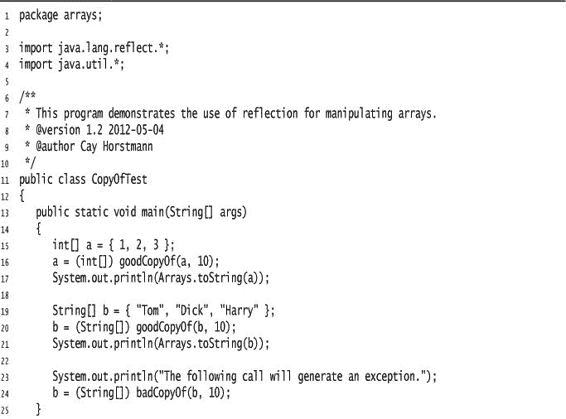 1 package arrays;
2
3 import java.lang.reflect.*;
4 import java.util.*;
5
6 /**
7 * This program demonstrates the use of reflection for manipulating arrays.
8 * @version 1.2 2012-05-04
9 * @author Cay Horstmann
10 */
11 public class CopyOfTest
12 {
13 public static void main(String[] args)
14 {
15 int[] a = { 1, 2, 3 };
16 a = (int[]) goodCopyOf(a, 10);
17 System.out.println(Arrays.toString(a));
18
19 String[] b = { "Tom", "Dick", "Harry" };
20 b = (String[]) goodCopyOf(b, 10);
21 System.out.println(Arrays.toString(b));
22
23 System.out.println("The following call will generate an exception.");
24 b = (String[]) badCopyOf(b, 10);
25 }